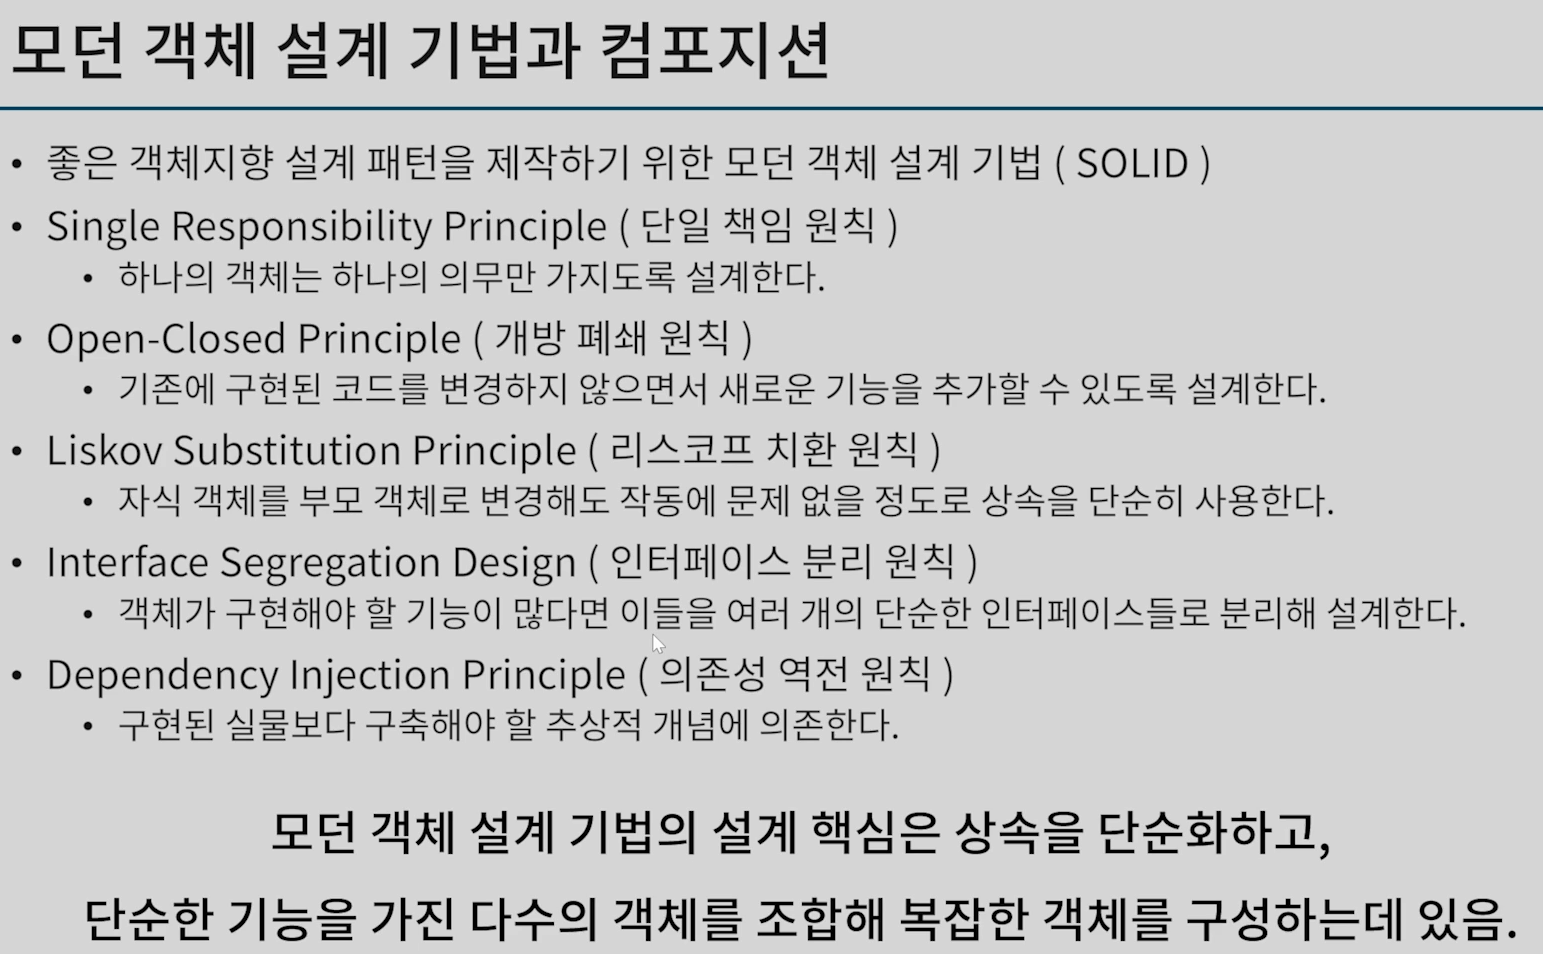 모던 객체 설계 기법과 컴포지션
• 좋은 객체지향 설계 패턴을 제작하기 위한 모던 객체 설계 기법 ( SOLID )
• Single Responsibility Principle ( 단일 책임 원칙 )
• 하나의 객체는 하나의 의무만 가지도록 설계한다.
• Open-Closed Principle ( 개방 폐쇄 원칙 )
• 기존에 구현된 코드를 변경하지 않으면서 새로운 기능을 추가할 수 있도록 설계한다.
• Liskov Substitution Principle ( 리스코프 치환 원칙 )
• 자식 객체를 부모 객체로 변경해도 작동에 문제 없을 정도로 상속을 단순히 사용한다.
• Interface Segregation Design ( 인터페이스 분리 원칙 )
• 객체가 구현해야 할 기능이 많다면 이들을 여러 개의 단순한 인터페이스들로 분리해 설계한다.
• Dependency Injection Principle ( 의존성 역전 원칙 )
• 구현된 실물보다 구축해야 할 추상적 개념에 의존한다.
모던 객체 설계 기법의 설계 핵심은 상속을 단순화하고,
단순한 기능을 가진 다수의 객체를 조합해 복잡한 객체를 구성하는데 있음.